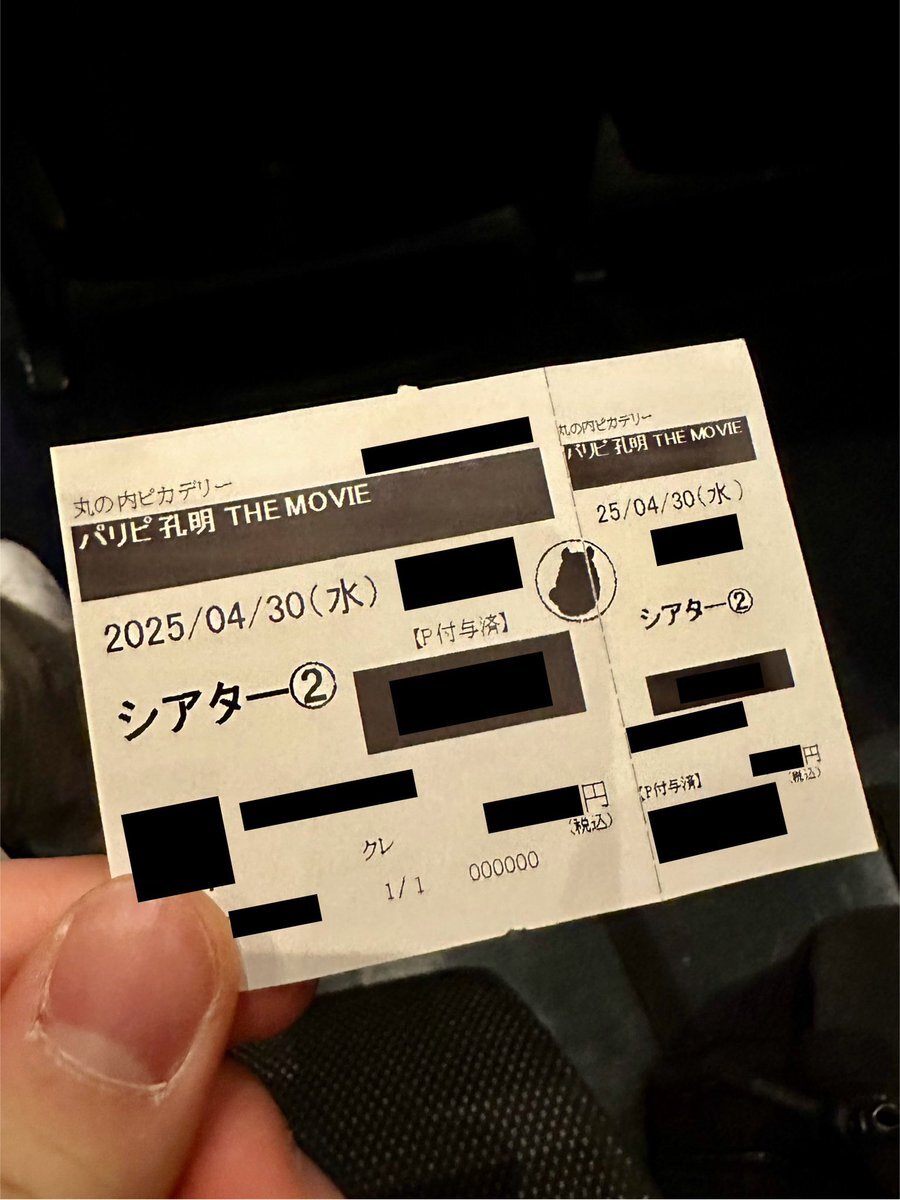 丸の内ピカデリー
パリピ孔明 THE MOVIE
2025/04/30(水)
【P付与済】
シアター②
円
(税込)
クレ
1/1
000000
丸の内ピカデリー
パリピ孔明 THE MOVIE
25/04/30(水)
シアター②
円
(税込)
【P付与済】